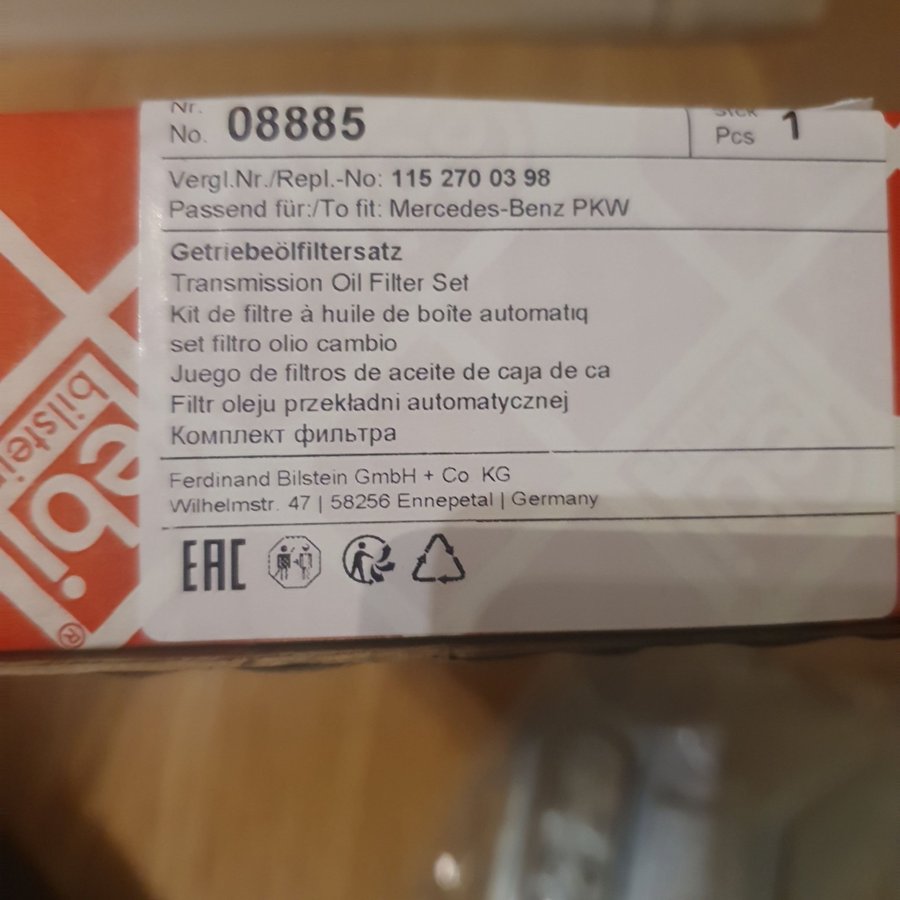 Nr.
No. 08885
Stck
Pcs 1
Vergl.Nr./Repl.-No: 115 270 03 98
Passend für:/To fit: Mercedes-Benz PKW
Getriebeölfiltersatz
Transmission Oil Filter Set
Kit de filtre à huile de boîte automatiq
set filtro olio cambio
Juego de filtros de aceite de caja de ca
Filtr oleju przekładni automatycznej
Комплект фильтра
Ferdinand Bilstein GmbH + Co KG
Wilhelmstr. 47 | 58256 Ennepetal | Germany
EAC
bilstein
febi
®